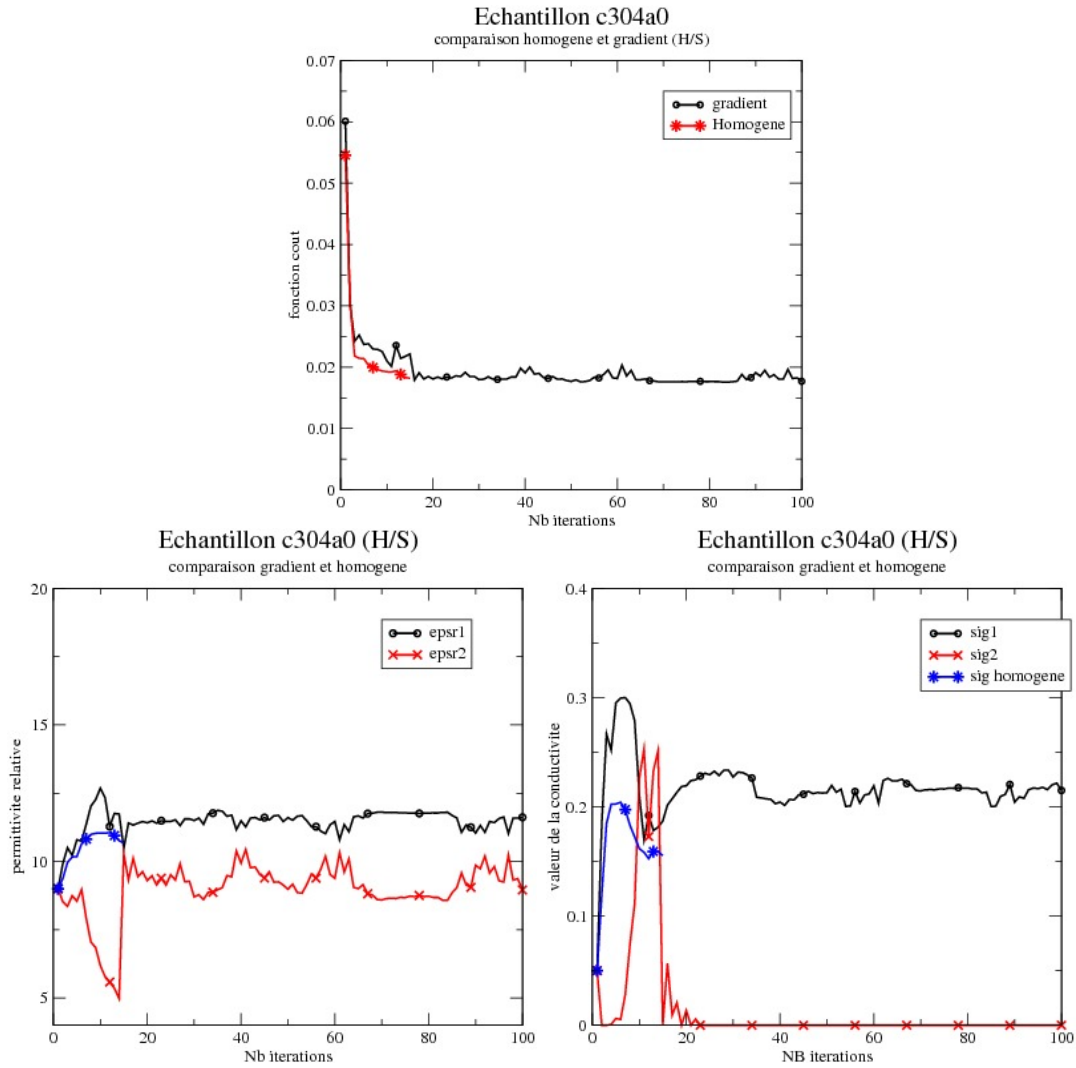 Echantillon c304a0
comparaison homogene et gradient (H/S)
0.07
0.06
0.05
0.04
0.03
0.02
0.01
0
fonction cout
gradient
Homogene
0 20 40 60 80 100
Nb iterations
Echantillon c304a0 (H/S)
comparaison gradient et homogene
20
15
10
5
permittivite relative
epsr1
epsr2
0 20 40 60 80 100
Nb iterations
Echantillon c304a0 (H/S)
comparaison gradient et homogene
0.4
0.3
0.2
0.1
0
valeur de la conductivite
sig1
sig2
sig homogene
0 20 40 60 80 100
NB iterations